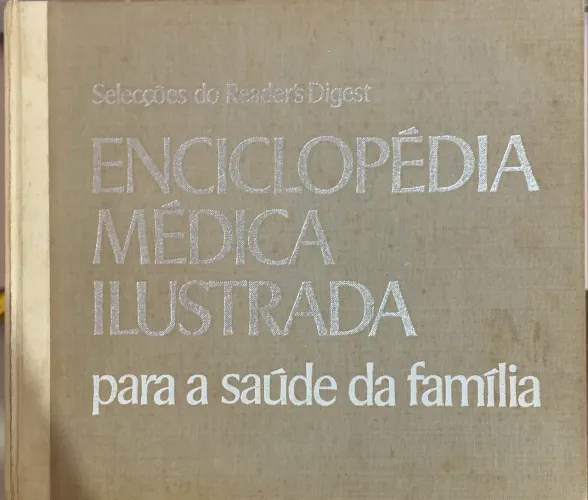 Selecções do Reader's Digest
ENCICLOPÉDIA
MÉDICA
ILUSTRADA
para a saúde da família